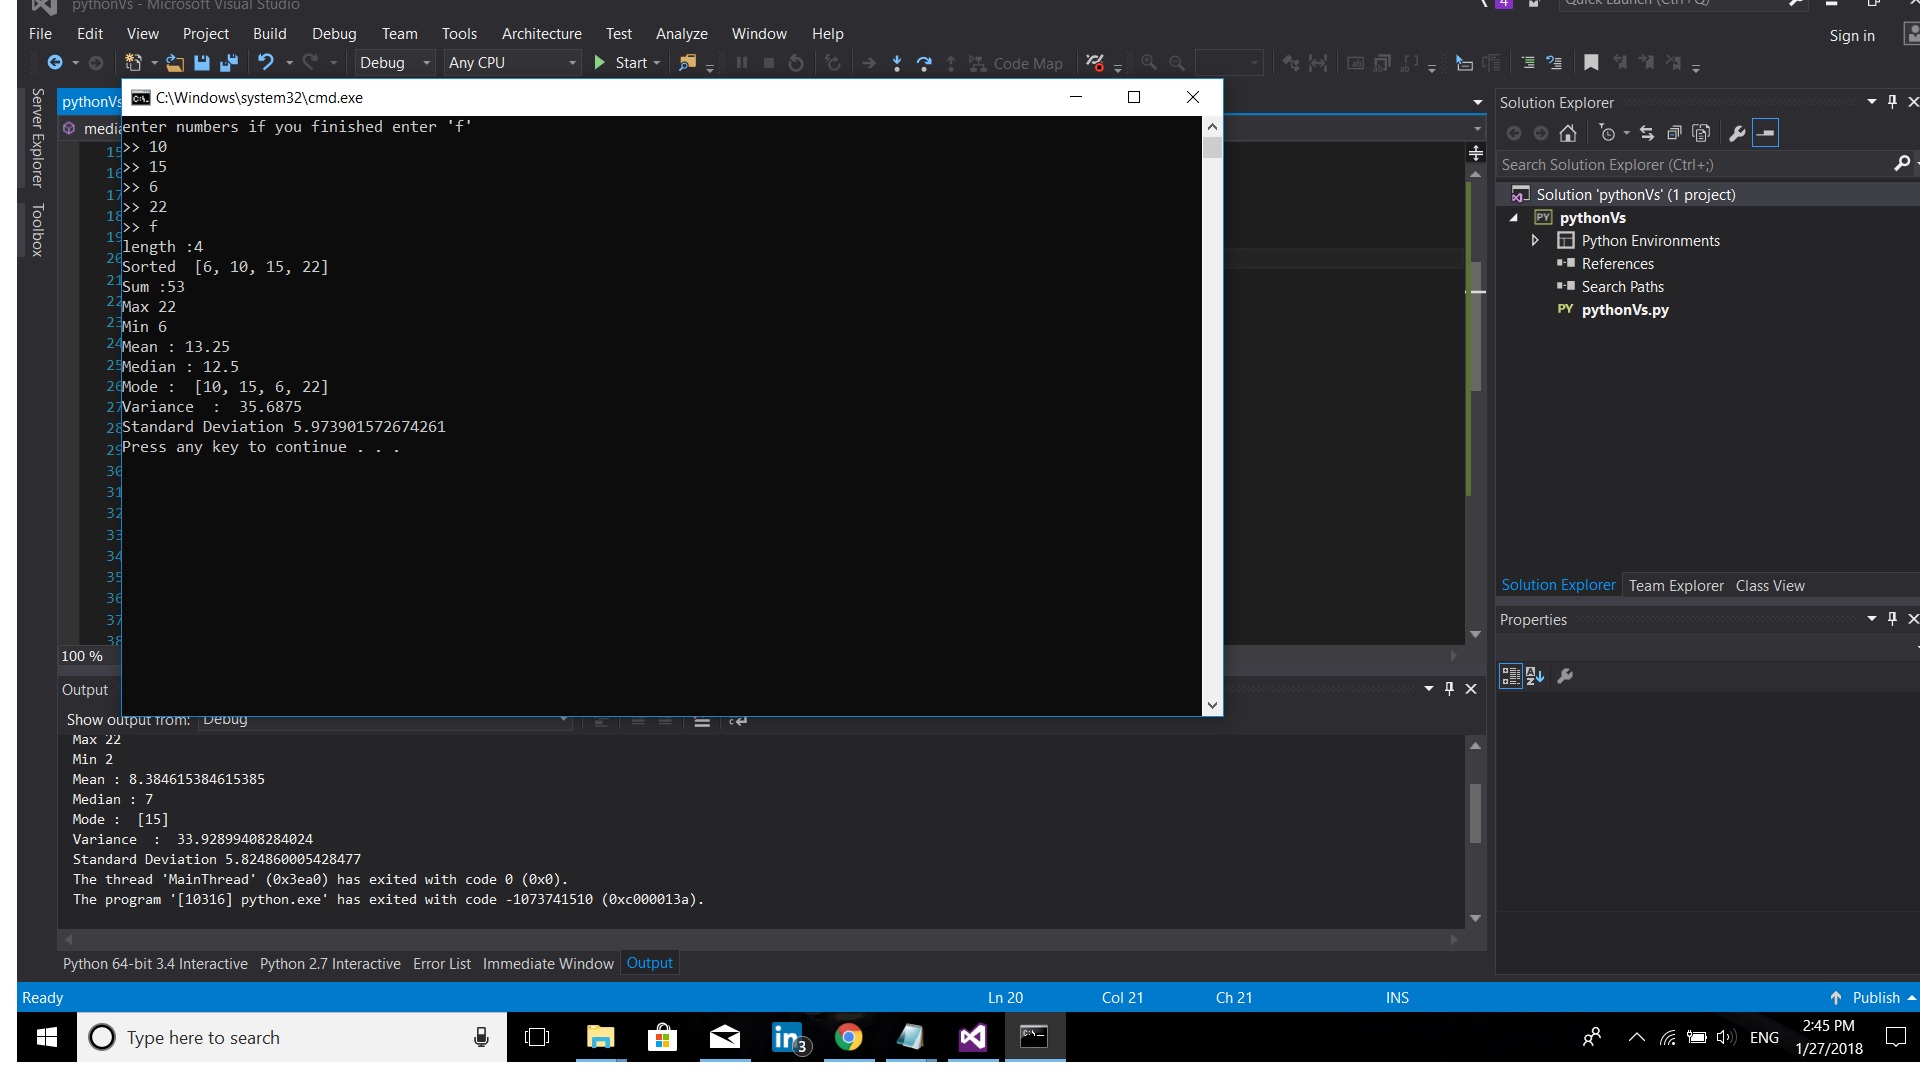 pythonVs - Microsoft Visual Studio
4
Quick Launch (Ctrl+Q)
File Edit View Project Build Debug Team Tools Architecture Test Analyze Window Help
Sign in
Debug Any CPU Start Code Map
Server Explorer
Toolbox
pythonVs
C:\Windows\system32\cmd.exe
enter numbers if you finished enter 'f'
>> 10
>> 15
>> 6
>> 22
>> f
length :4
Sorted  [6, 10, 15, 22]
Sum :53
Max 22
Min 6
Mean : 13.25
Median : 12.5
Mode :  [10, 15, 6, 22]
Variance  :  35.6875
Standard Deviation 5.973901572674261
Press any key to continue . . .
15
16
17
18
19
20
21
22
23
24
25
26
27
28
29
30
31
32
33
34
35
36
37
38
100 %
Solution Explorer
Search Solution Explorer (Ctrl+;)
Solution 'pythonVs' (1 project)
PY pythonVs
Python Environments
References
Search Paths
PY pythonVs.py
Solution Explorer Team Explorer Class View
Properties
Output
Show output from: Debug
Max 22
Min 2
Mean : 8.384615384615385
Median : 7
Mode :  [15]
Variance  :  33.92899408284024
Standard Deviation 5.824860005428477
The thread 'MainThread' (0x3ea0) has exited with code 0 (0x0).
The program '[10316] python.exe' has exited with code -1073741510 (0xc000013a).
Python 64-bit 3.4 Interactive Python 2.7 Interactive Error List Immediate Window Output
Ready Ln 20 Col 21 Ch 21 INS Publish
Type here to search
in 3
ENG
2:45 PM
1/27/2018